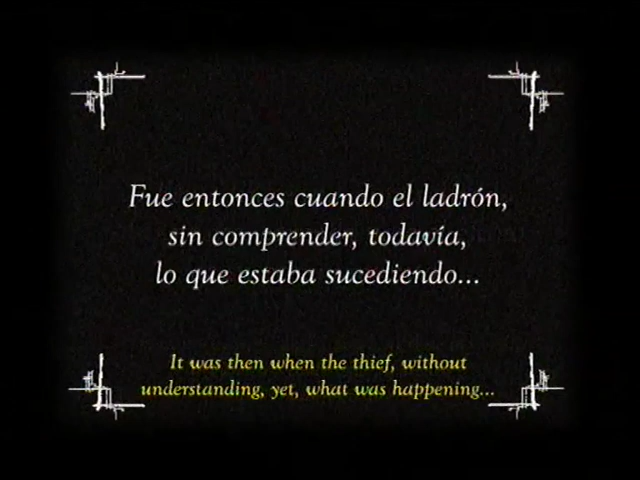 Fue entonces cuando el ladrón,
sin comprender, todavía,
lo que estaba sucediendo...
It was then when the thief, without
understanding, yet, what was happening...